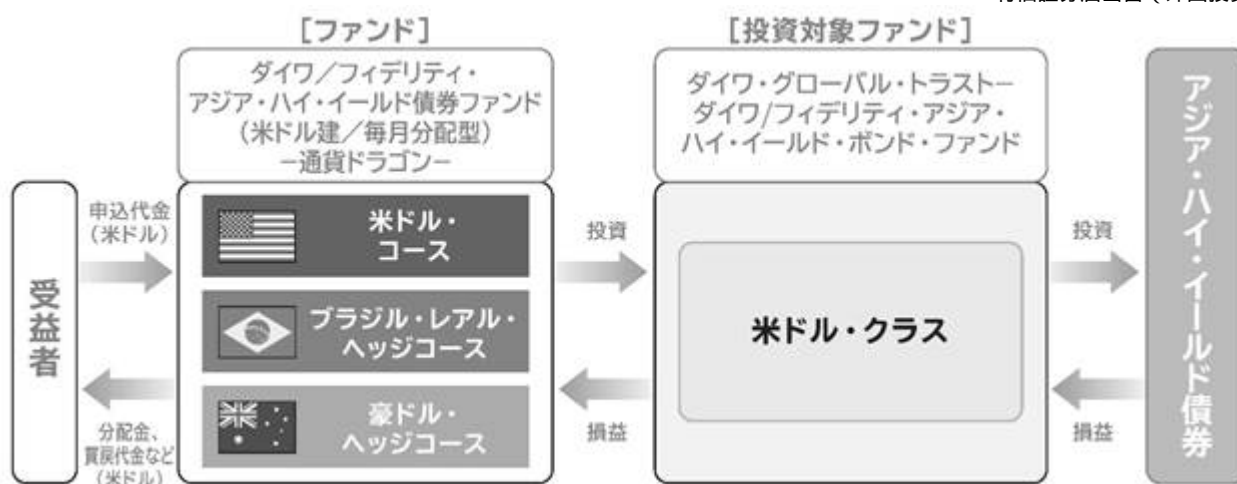 ［ファンド］
ダイワ／フィデリティ・
アジア・ハイ・イールド債券ファンド
（米ドル建／毎月分配型）
－通貨ドラゴン－
［投資対象ファンド］
ダイワ・グローバル・トラスト－
ダイワ/フィデリティ・アジア・
ハイ・イールド・ボンド・ファンド
受益者
申込代金
（米ドル）
分配金、
買戻代金など
（米ドル）
米ドル・
コース
ブラジル・レアル・
ヘッジコース
豪ドル・
ヘッジコース
投資
損益
米ドル・クラス
投資
損益
アジア・ハイ・イールド債券